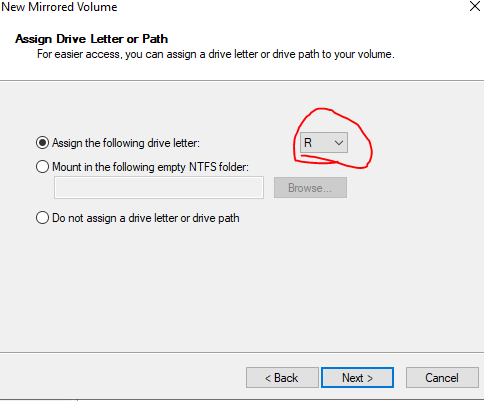 New Mirrored Volume
Assign Drive Letter or Path
For easier access, you can assign a drive letter or drive path to your volume.
Assign the following drive letter: R
Mount in the following empty NTFS folder:
Browse...
Do not assign a drive letter or drive path
< Back Next > Cancel